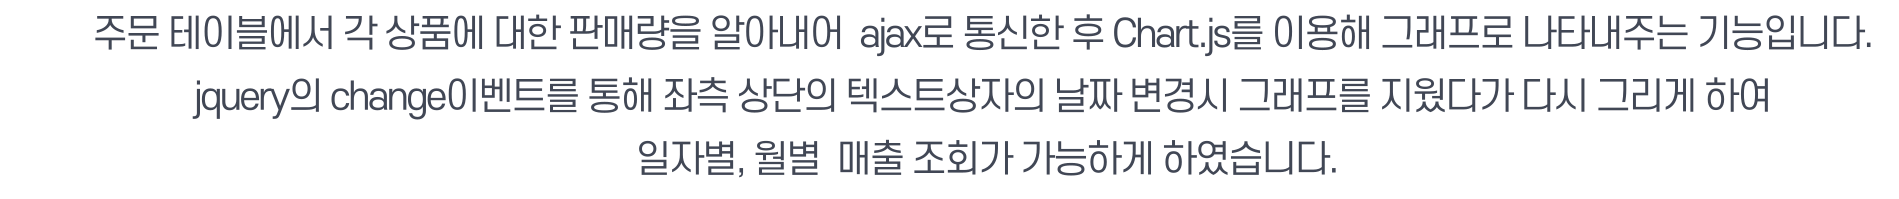 주문 테이블에서 각 상품에 대한 판매량을 알아내어 ajax로 통신한 후 Chart.js를 이용해 그래프로 나타내주는 기능입니다.
jquery의 change이벤트를 통해 좌측 상단의 텍스트상자의 날짜 변경시 그래프를 지웠다가 다시 그리게 하여
일자별, 월별 매출 조회가 가능하게 하였습니다.